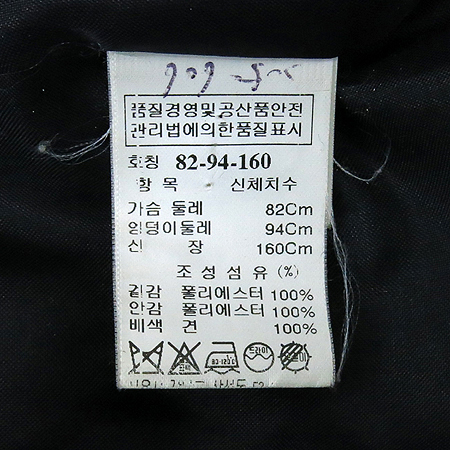 품질경영및공산품안전
관리법에의한품질표시
호칭 82-94-160
항 목 신체치수
가슴 둘레 82Cm
엉덩이둘레 94Cm
신 장 160Cm
조성섬유 (%)
겉감 폴리에스터 100%
안감 폴리에스터 100%
배색 견 100%
드라이